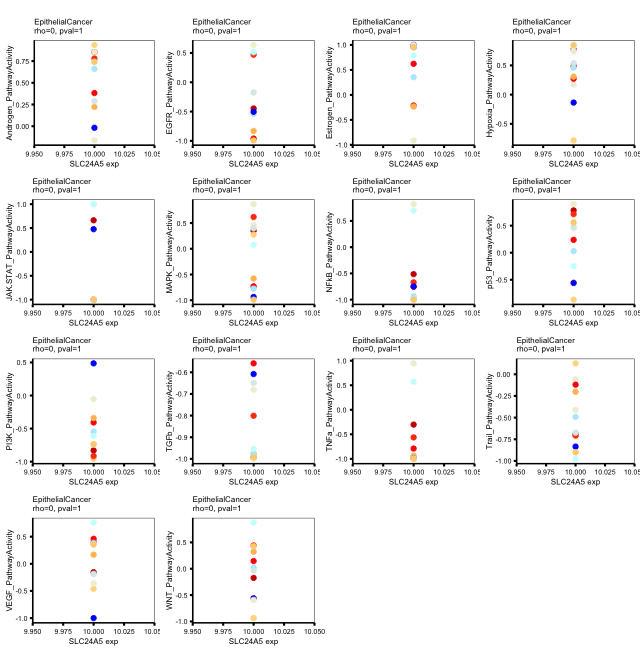 EpithelialCancer
rho=0, pval=1
Androgen_PathwayActivity
0.75
0.50
0.25
0.00
9.950 9.975 10.000 10.025 10.05
SLC24A5 exp
EpithelialCancer
rho=0, pval=1
EGFR_PathwayActivity
0.5
0.0
-0.5
-1.0
9.950 9.975 10.000 10.025 10.05
SLC24A5 exp
EpithelialCancer
rho=0, pval=1
Estrogen_PathwayActivity
1.0
0.5
0.0
-0.5
-1.0
9.950 9.975 10.000 10.025 10.05
SLC24A5 exp
EpithelialCancer
rho=0, pval=1
Hypoxia_PathwayActivity
0.5
0.0
-0.5
9.950 9.975 10.000 10.025 10.05
SLC24A5 exp
EpithelialCancer
rho=0, pval=1
JAK-STAT_PathwayActivity
1.0
0.5
0.0
-0.5
-1.0
9.950 9.975 10.000 10.025 10.05
SLC24A5 exp
EpithelialCancer
rho=0, pval=1
MAPK_PathwayActivity
0.5
0.0
-0.5
-1.0
9.950 9.975 10.000 10.025 10.05
SLC24A5 exp
EpithelialCancer
rho=0, pval=1
NFkB_PathwayActivity
0.5
0.0
-0.5
-1.0
9.950 9.975 10.000 10.025 10.05
SLC24A5 exp
EpithelialCancer
rho=0, pval=1
p53_PathwayActivity
0.5
0.0
-0.5
9.950 9.975 10.000 10.025 10.05
SLC24A5 exp
EpithelialCancer
rho=0, pval=1
PI3K_PathwayActivity
0.5
0.0
-0.5
-1.0
9.950 9.975 10.000 10.025 10.05
SLC24A5 exp
EpithelialCancer
rho=0, pval=1
TGFb_PathwayActivity
-0.6
-0.7
-0.8
-0.9
-1.0
9.950 9.975 10.000 10.025 10.05
SLC24A5 exp
EpithelialCancer
rho=0, pval=1
TNFa_PathwayActivity
1.0
0.5
0.0
-0.5
-1.0
9.950 9.975 10.000 10.025 10.05
SLC24A5 exp
EpithelialCancer
rho=0, pval=1
Trail_PathwayActivity
0.00
-0.25
-0.50
-0.75
-1.00
9.950 9.975 10.000 10.025 10.05
SLC24A5 exp
EpithelialCancer
rho=0, pval=1
VEGF_PathwayActivity
0.5
0.0
-0.5
-1.0
9.950 9.975 10.000 10.025 10.05
SLC24A5 exp
EpithelialCancer
rho=0, pval=1
WNT_PathwayActivity
0.5
0.0
-0.5
-1.0
9.950 9.975 10.000 10.025 10.050
SLC24A5 exp